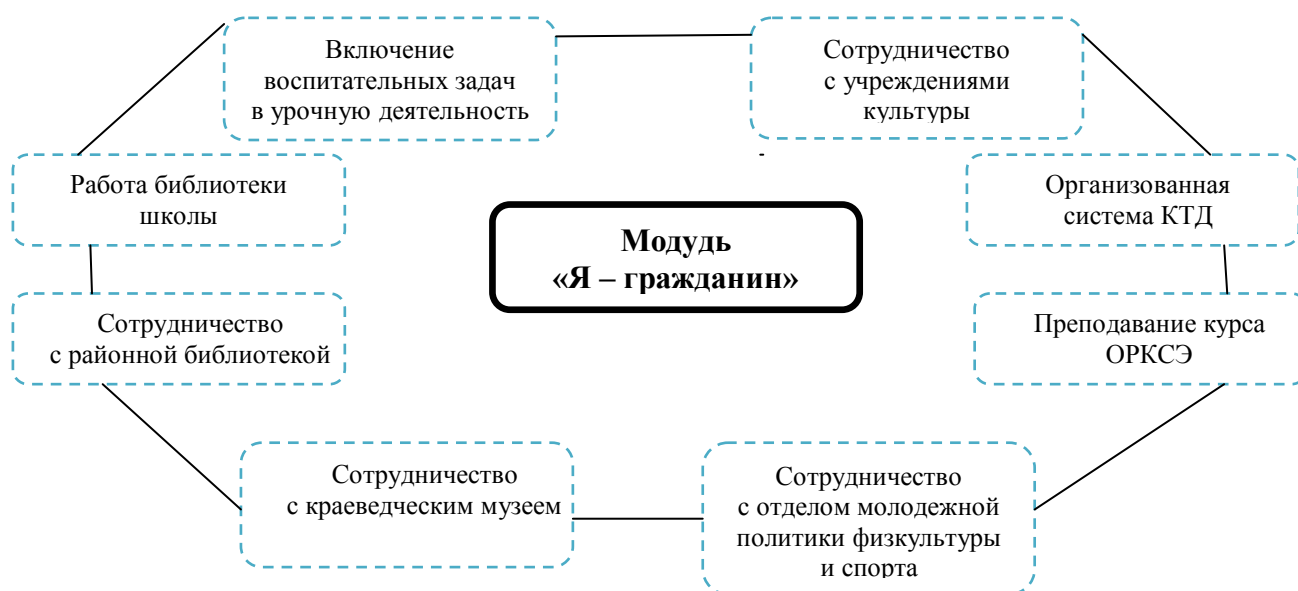 Включение
воспитательных задач
в урочную деятельность
Сотрудничество
с учреждениями
культуры
Работа библиотеки
школы
Организованная
система КТД
Модудь
«Я – гражданин»
Сотрудничество
с районной библиотекой
Преподавание курса
ОРКСЭ
Сотрудничество
с краеведческим музеем
Сотрудничество
с отделом молодежной
политики физкультуры
и спорта